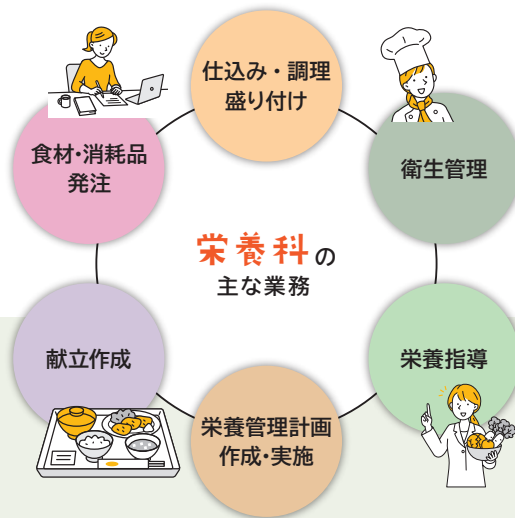 仕込み・調理
盛り付け
食材・消耗品
発注
衛生管理
栄養科の
主な業務
献立作成
栄養指導
栄養管理計画
作成・実施